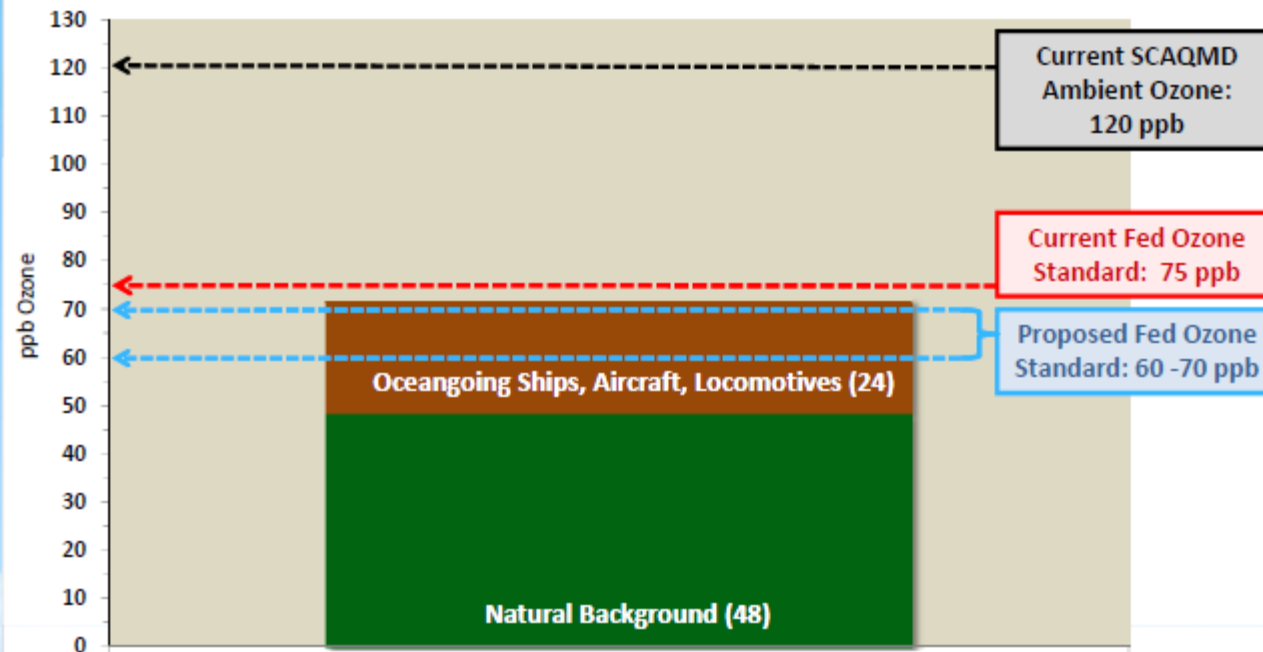 130
120
110
100
90
80
70
60
50
40
30
20
10
0
ppb Ozone
Current SCAQMD
Ambient Ozone:
120 ppb
Current Fed Ozone
Standard: 75 ppb
Proposed Fed Ozone
Standard: 60 -70 ppb
Oceangoing Ships, Aircraft, Locomotives (24)
Natural Background (48)